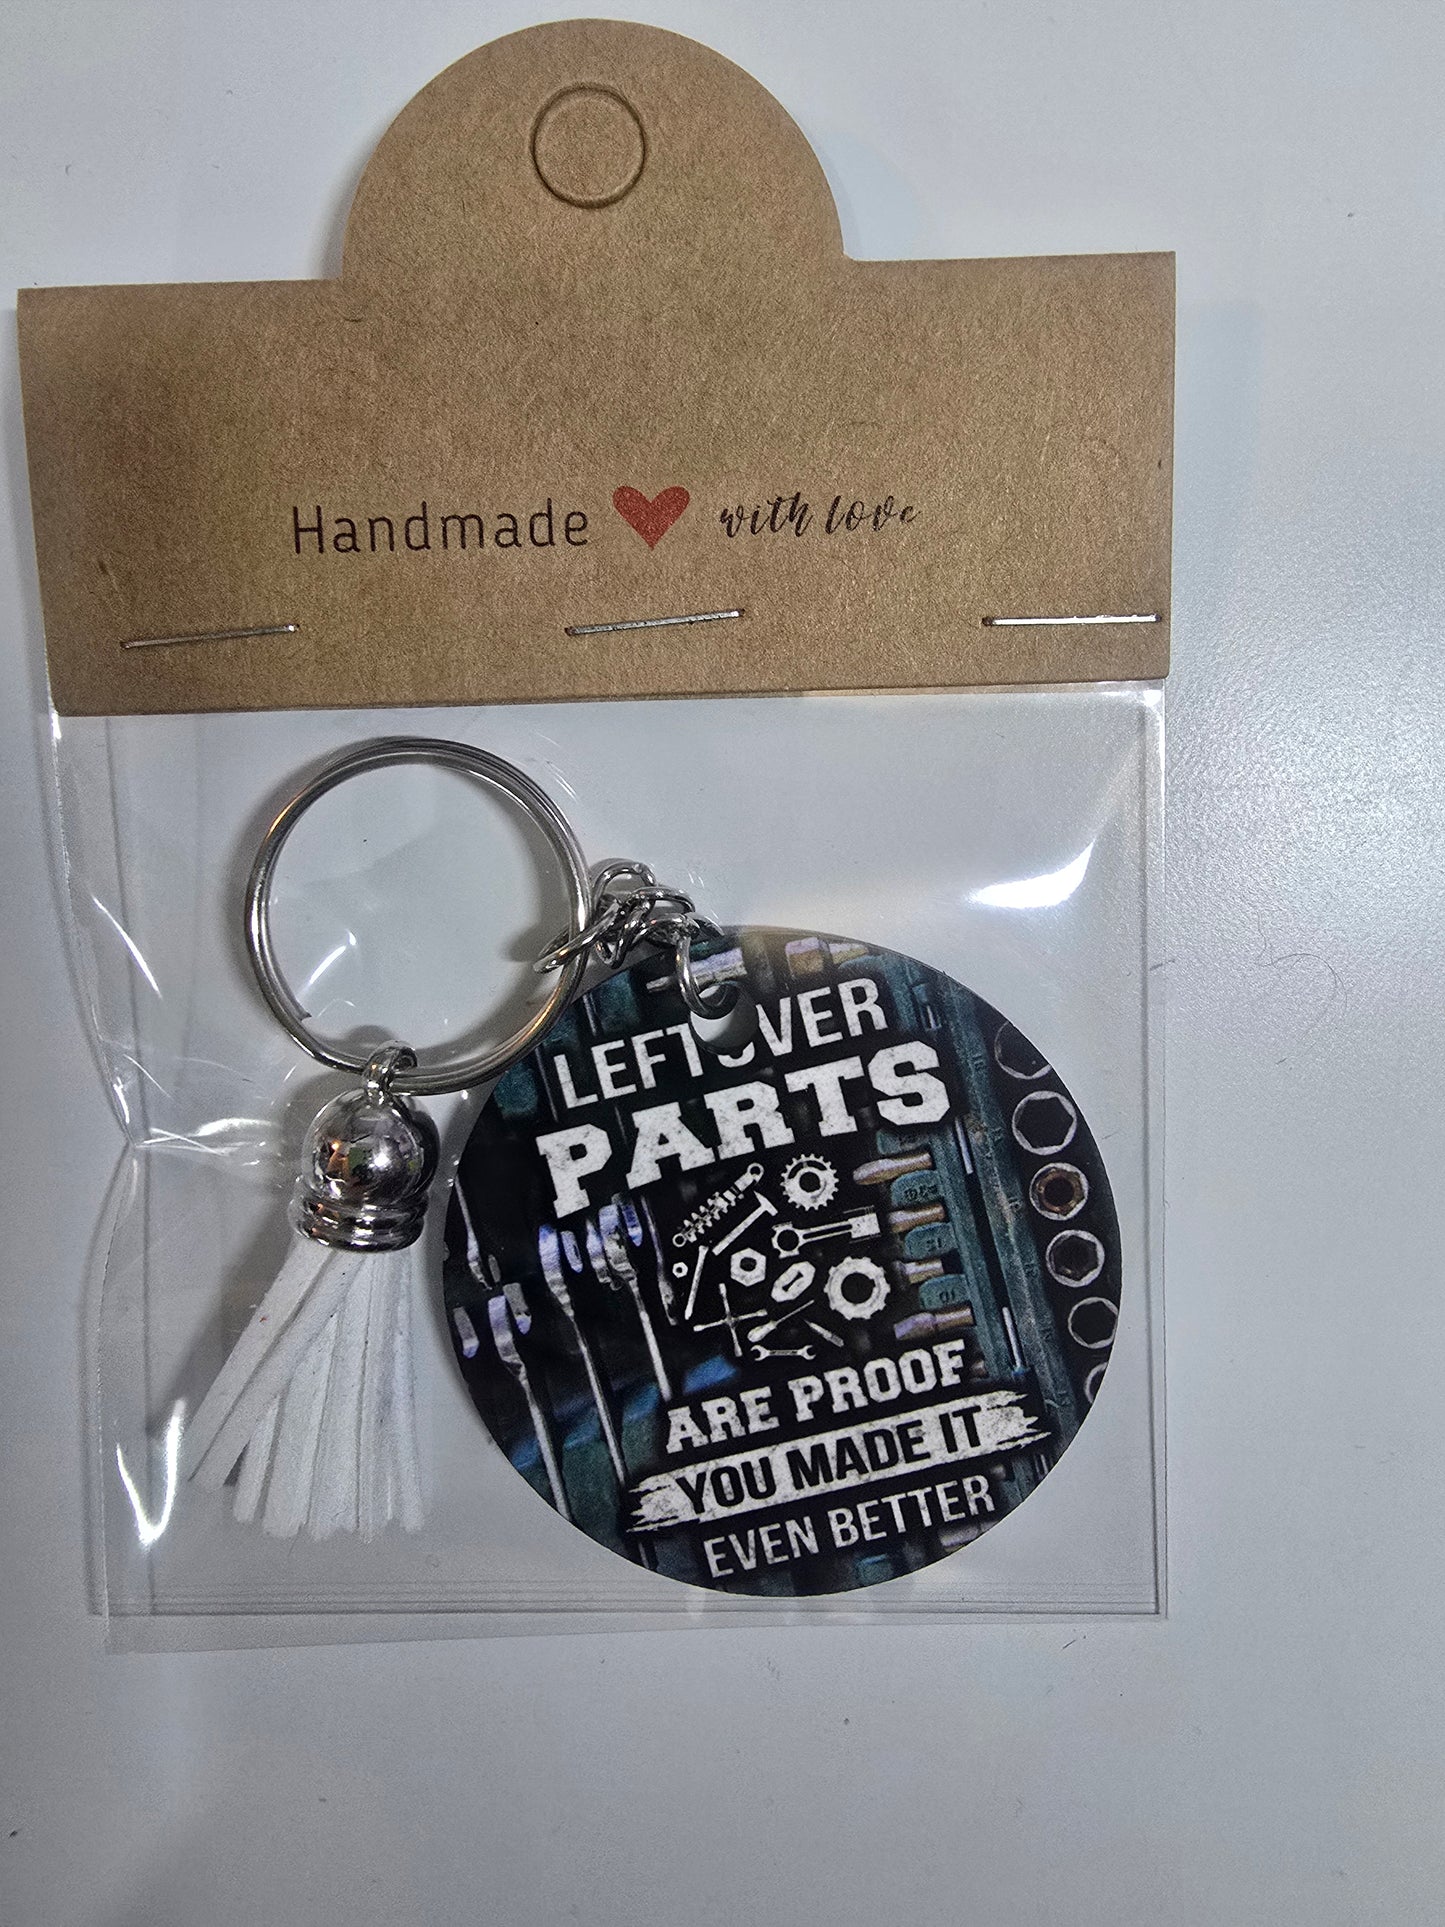 Handmade with love
LEFTOVER
PARTS
ARE PROOF
YOU MADE IT
EVEN BETTER